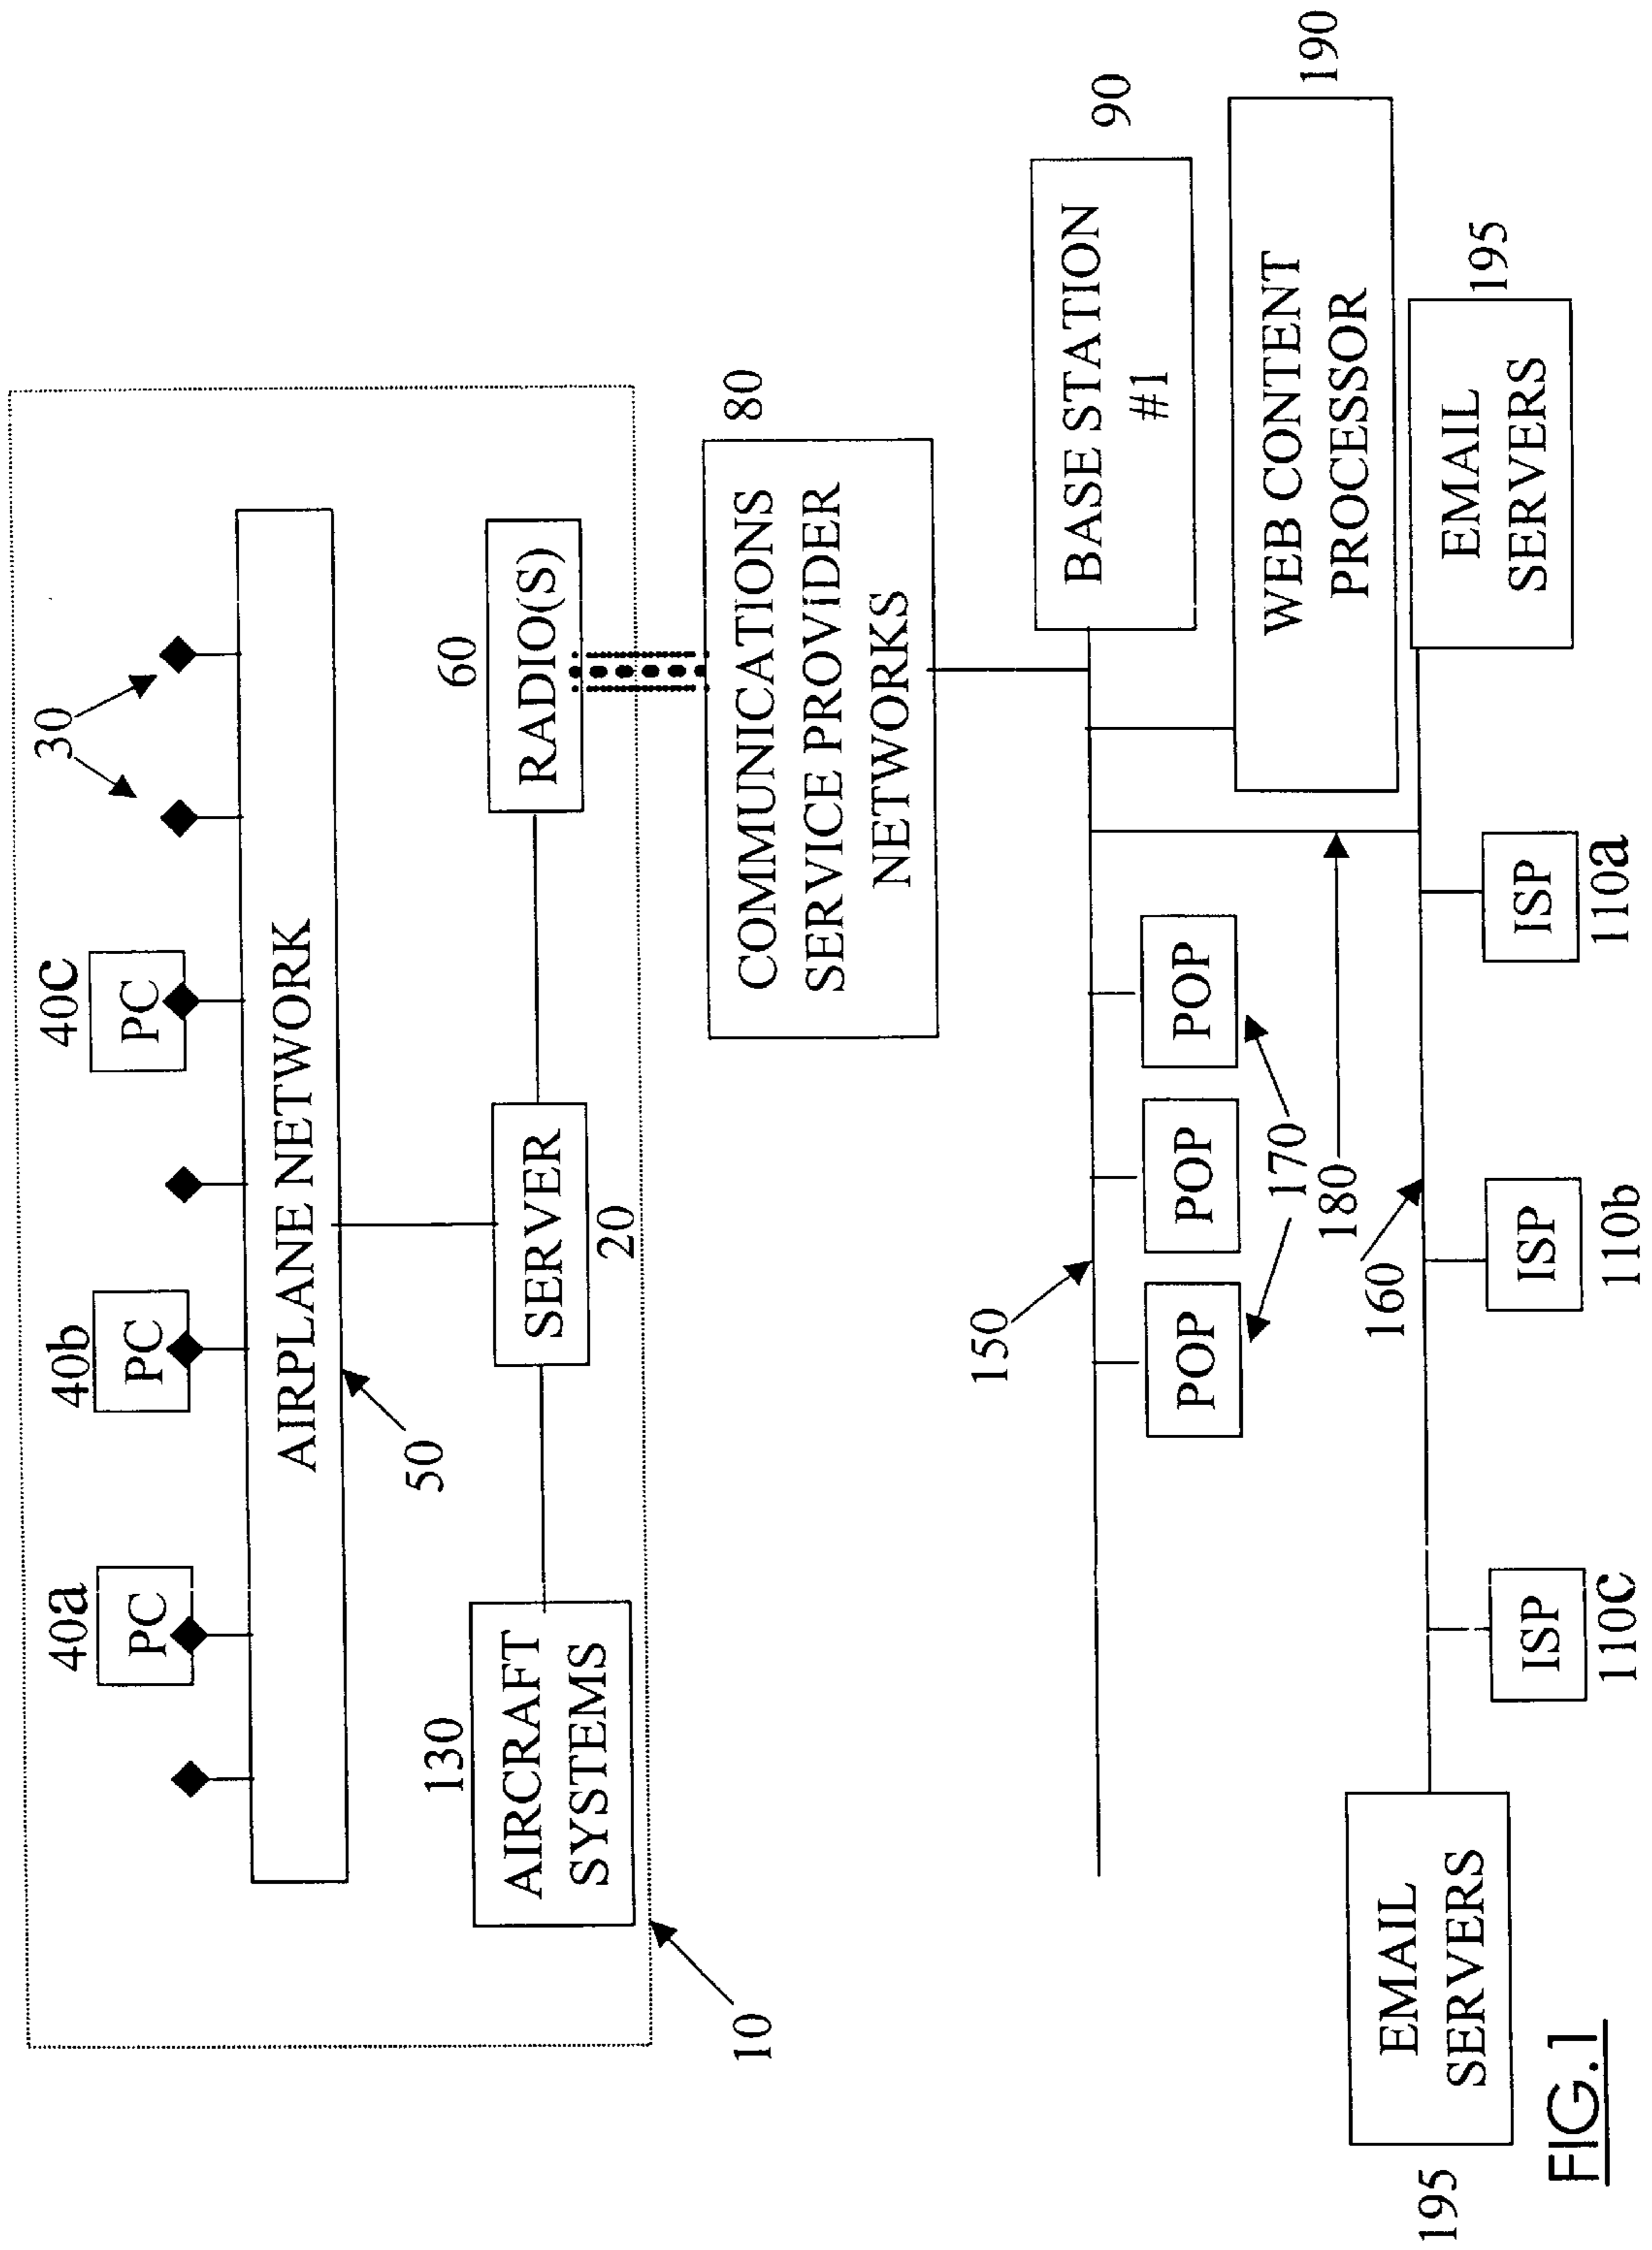 40a
40b
40c
30
PC
PC
PC
AIRPLANE NETWORK
50
130
60
AIRCRAFT
SYSTEMS
SERVER
RADIO(S)
20
10
80
COMMUNICATIONS
SERVICE PROViDER
NETWORKS
150
90
BASE STATION
#1
POP
POP
POP
170
180
190
WEB CONTENT
PROCESSOR
160
195
EMAIL
SERVERS
EMAIL
SERVERS
195
ISP
ISP
ISP
110c
110b
110a
FIG.1